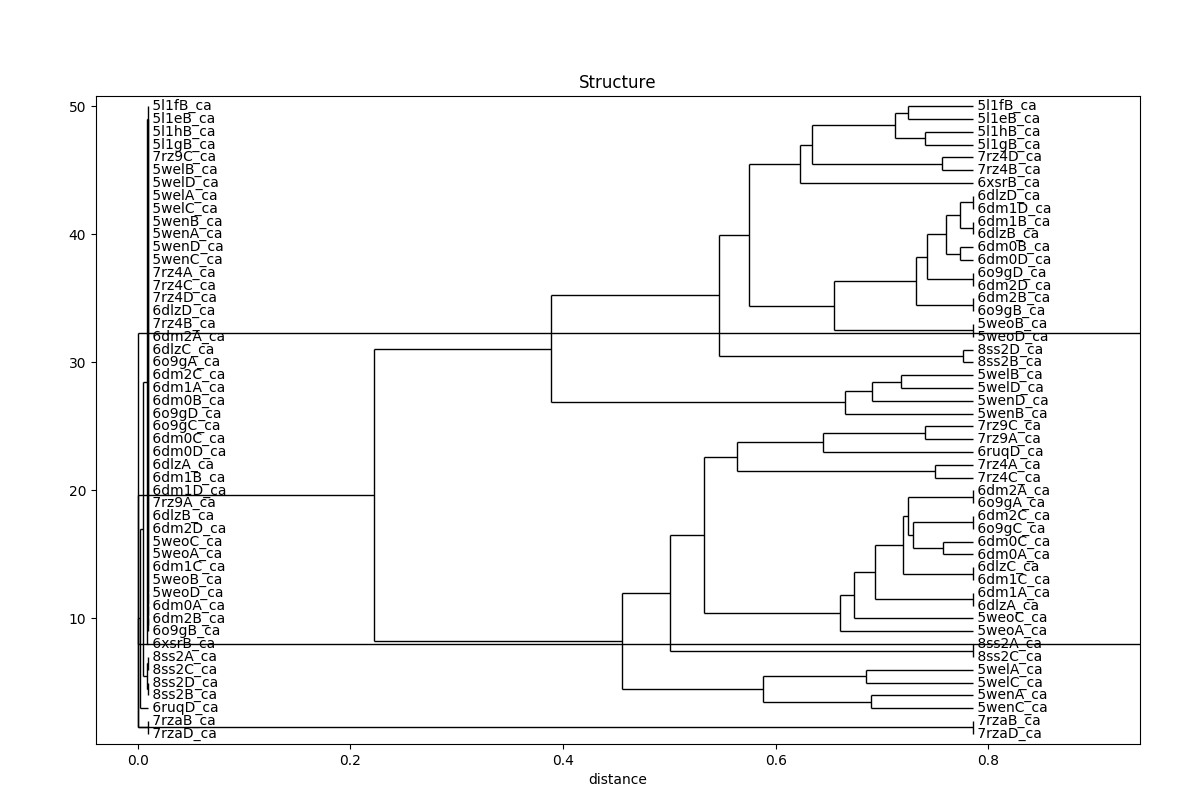 Structure
50
40
30
20
10
5l1fB_ca
5l1eB_ca
5l1hB_ca
5l1gB_ca
7rz9C_ca
5welB_ca
5welD_ca
5welA_ca
5welC_ca
5wenB_ca
5wenA_ca
5wenD_ca
5wenC_ca
7rz4A_ca
7rz4C_ca
7rz4D_ca
6dlzD_ca
7rz4B_ca
6dm2A_ca
6dlzC_ca
6o9gA_ca
6dm2C_ca
6dm1A_ca
6dm0B_ca
6o9gD_ca
6o9gC_ca
6dm0C_ca
6dm0D_ca
6dlzA_ca
6dm1B_ca
6dm1D_ca
7rz9A_ca
6dlzB_ca
6dm2D_ca
5weoC_ca
5weoA_ca
6dm1C_ca
5weoB_ca
5weoD_ca
6dm0A_ca
6dm2B_ca
6o9gB_ca
6xsrB_ca
8ss2A_ca
8ss2C_ca
8ss2D_ca
8ss2B_ca
6ruqD_ca
7rzaB_ca
7rzaD_ca
5l1fB_ca
5l1eB_ca
5l1hB_ca
5l1gB_ca
7rz4D_ca
7rz4B_ca
6xsrB_ca
6dlzD_ca
6dm1D_ca
6dm1B_ca
6dlzB_ca
6dm0B_ca
6dm0D_ca
6o9gD_ca
6dm2D_ca
6dm2B_ca
6o9gB_ca
5weoB_ca
5weoD_ca
8ss2D_ca
8ss2B_ca
5welB_ca
5welD_ca
5wenD_ca
5wenB_ca
7rz9C_ca
7rz9A_ca
6ruqD_ca
7rz4A_ca
7rz4C_ca
6dm2A_ca
6o9gA_ca
6dm2C_ca
6o9gC_ca
6dm0C_ca
6dm0A_ca
6dlzC_ca
6dm1C_ca
6dm1A_ca
6dlzA_ca
5weoC_ca
5weoA_ca
8ss2A_ca
8ss2C_ca
5welA_ca
5welC_ca
5wenA_ca
5wenC_ca
7rzaB_ca
7rzaD_ca
0.0 0.2 0.4 0.6 0.8
distance